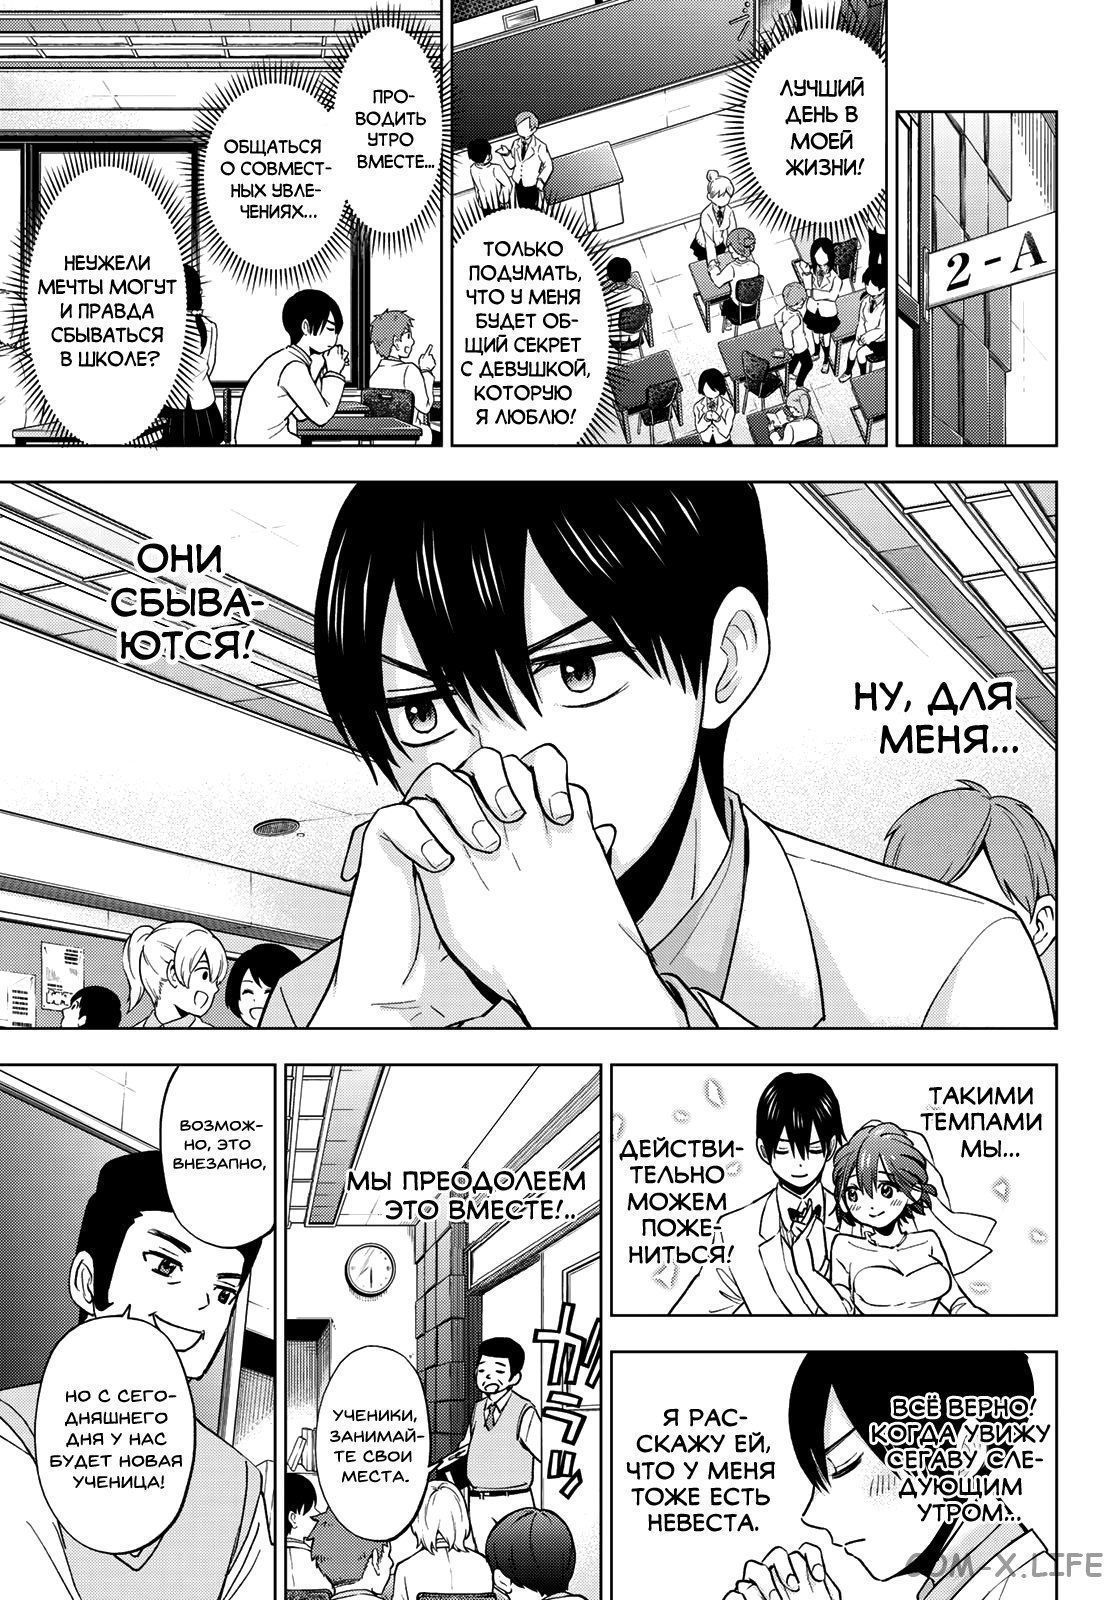 2-A
ЛУЧШИЙ
ДЕНЬ В
МОЕЙ
ЖИЗНИ!
ТОЛЬКО
ПОДУМАТЬ,
ЧТО У МЕНЯ
БУДЕТ ОБ-
ЩИЙ СЕКРЕТ
С ДЕВУШКОЙ,
КОТОРУЮ
Я ЛЮБЛЮ!
ПРО-
ВОДИТЬ
УТРО
ВМЕСТЕ...
ОБЩАТЬСЯ
О СОВМЕСТ-
НЫХ УВЛЕ-
ЧЕНИЯХ...
НЕУЖЕЛИ
МЕЧТЫ МОГУТ
И ПРАВДА
СБЫВАТЬСЯ
В ШКОЛЕ?
НУ, ДЛЯ
МЕНЯ...
ОНИ
СБЫВА-
ЮТСЯ!
ТАКИМИ
ТЕМПАМИ
МЫ...
ДЕЙСТВИ-
ТЕЛЬНО
МОЖЕМ
ПОЖЕ-
НИТЬСЯ!
ВСЁ ВЕРНО!
КОГДА УВИЖУ
СЕГАВУ СЛЕ-
ДУЮЩИМ
УТРОМ...
Я РАС-
СКАЖУ ЕЙ,
ЧТО У МЕНЯ
ТОЖЕ ЕСТЬ
НЕВЕСТА.
МЫ ПРЕОДОЛЕЕМ
ЭТО ВМЕСТЕ!..
ガララ
УЧЕНИКИ,
ЗАНИМАЙ-
ТЕ СВОИ
МЕСТА.
ВОЗМОЖ-
НО, ЭТО
ВНЕЗАПНО,
НО С СЕГО-
ДНЯШНЕГО
ДНЯ У НАС
БУДЕТ НОВАЯ
УЧЕНИЦА!
COM-X.LIFE